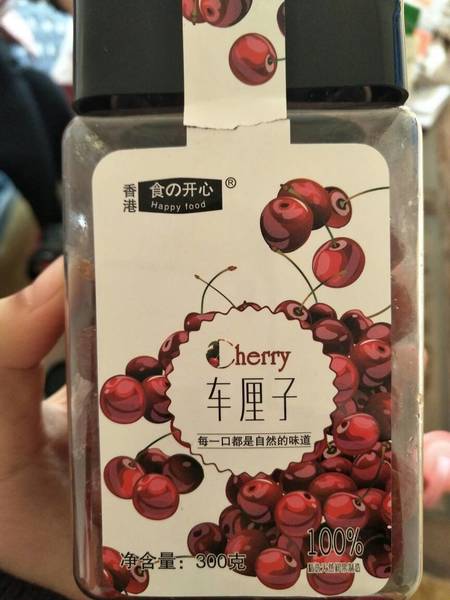 香港
食の开心®
Happy food
Cherry
车厘子
每一口都是自然的味道
净含量：300克
100%